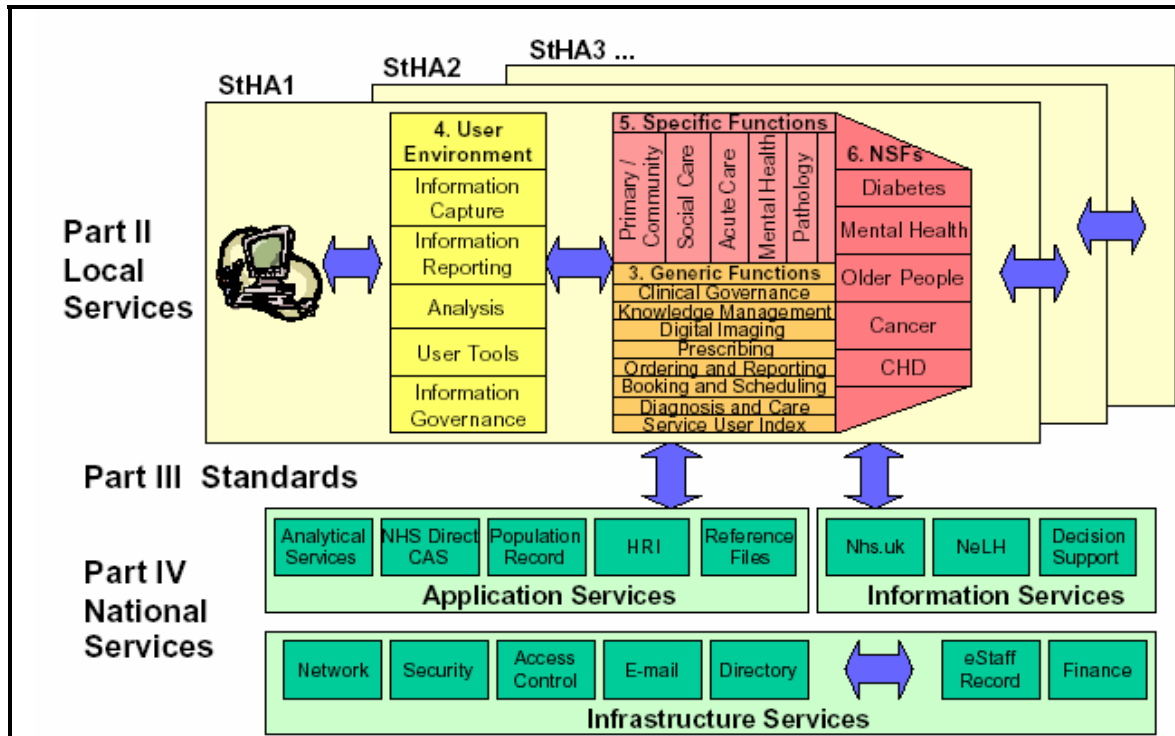 StHA3 ...
StHA2
StHA1
Part II
Local
Services
4. User
Environment
Information
Capture
Information
Reporting
Analysis
User Tools
Information
Governance
5. Specific Functions
Primary /
Community
Social Care
Acute Care
Mental Health
Pathology
3. Generic Functions
Clinical Governance
Knowledge Management
Digital Imaging
Prescribing
Ordering and Reporting
Booking and Scheduling
Diagnosis and Care
Service User Index
6. NSFs
Diabetes
Mental Health
Older People
Cancer
CHD
Part III Standards
Part IV
National
Services
Analytical
Services
NHS Direct
CAS
Population
Record
HRI
Reference
Files
Application Services
Nhs.uk
NeLH
Decision
Support
Information Services
Network
Security
Access
Control
E-mail
Directory
eStaff
Record
Finance
Infrastructure Services